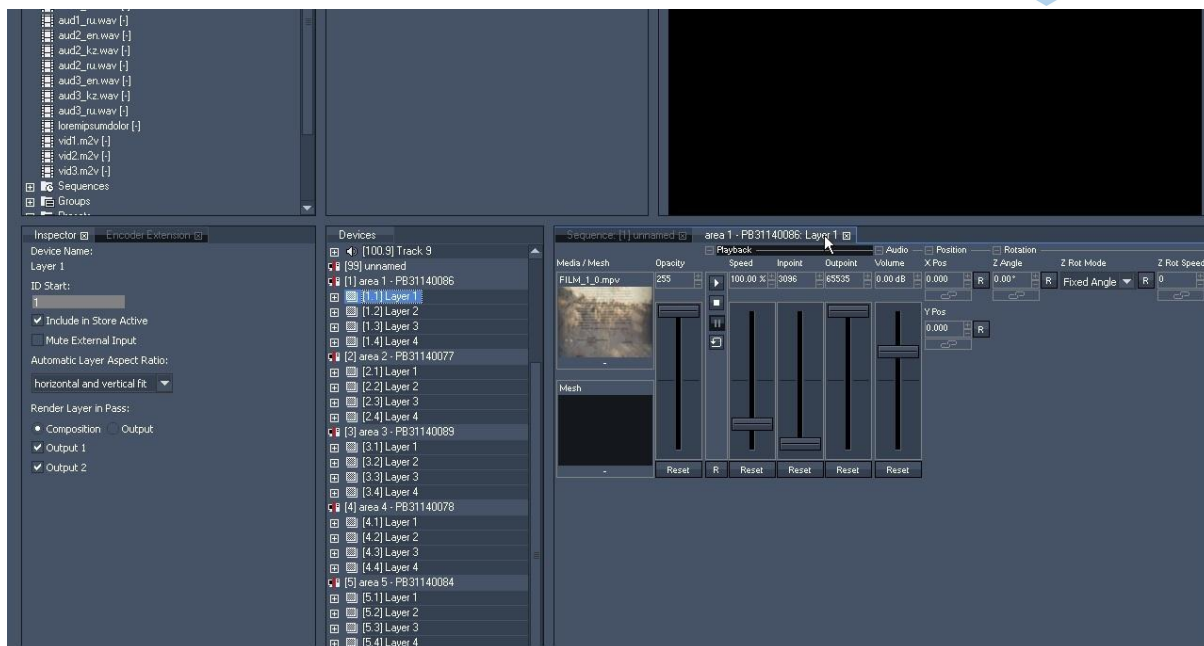 aud1_ru.wav [-]
aud2_en.wav [-]
aud2_kz.wav [-]
aud2_ru.wav [-]
aud3_en.wav [-]
aud3_kz.wav [-]
aud3_ru.wav [-]
loremipsumdolor [-]
vid1.m2v [-]
vid2.m2v [-]
vid3.m2v [-]
Sequences
Groups
Inspector
Encoder Extension
Device Name:
Layer 1
ID Start:
1
Include in Store Active
Mute External Input
Automatic Layer Aspect Ratio:
horizontal and vertical fit
Render Layer in Pass:
Composition Output
Output 1
Output 2
Devices
[100.9] Track 9
[99] unnamed
[1] area 1 - PB31140086
[1.1] Layer 1
[1.2] Layer 2
[1.3] Layer 3
[1.4] Layer 4
[2] area 2 - PB31140077
[2.1] Layer 1
[2.2] Layer 2
[2.3] Layer 3
[2.4] Layer 4
[3] area 3 - PB31140089
[3.1] Layer 1
[3.2] Layer 2
[3.3] Layer 3
[3.4] Layer 4
[4] area 4 - PB31140078
[4.1] Layer 1
[4.2] Layer 2
[4.3] Layer 3
[4.4] Layer 4
[5] area 5 - PB31140084
[5.1] Layer 1
[5.2] Layer 2
[5.3] Layer 3
[5.4] Layer 4
Sequence: [1] unnamed
area 1 - PB31140086: Layer 1
Playback Audio Position Rotation
Media / Mesh Opacity Speed Inpoint Outpoint Volume X Pos Z Angle Z Rot Mode Z Rot Speed
FILM_1_0.mpv 255 100.00 % 3096 65535 0.00 dB 0.000 R 0.00° R Fixed Angle R 0
Y Pos
0.000 R
-
Mesh
-
Reset R Reset Reset Reset Reset